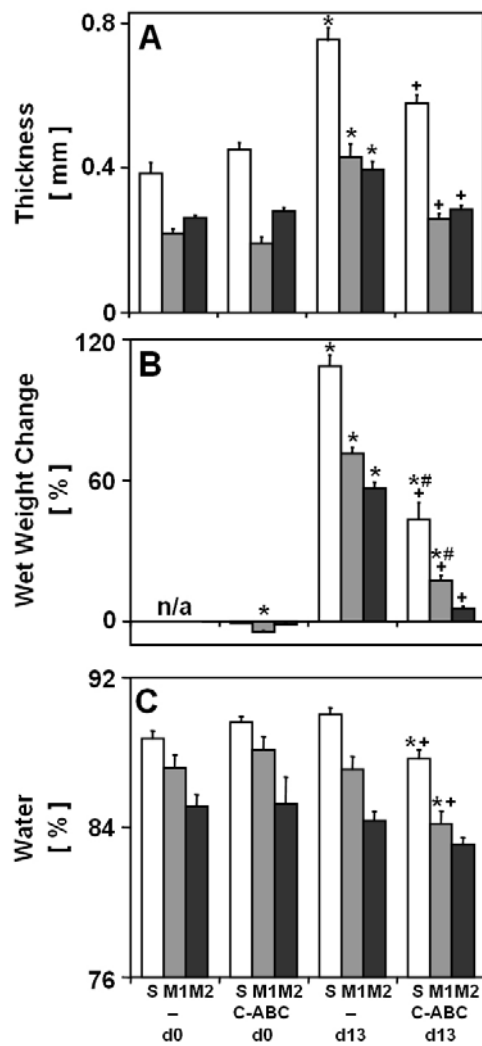 A
Thickness
[ mm ]
0.8
0.4
0
*
* *
+
+ +
B
Wet Weight Change
[ % ]
120
60
0
n/a
*
*
*
*
*#
+
*#
+
+
C
Water
[ % ]
92
84
76
*+
*+
S M1M2 S M1M2 S M1M2 S M1M2
– C-ABC – C-ABC
d0 d0 d13 d13